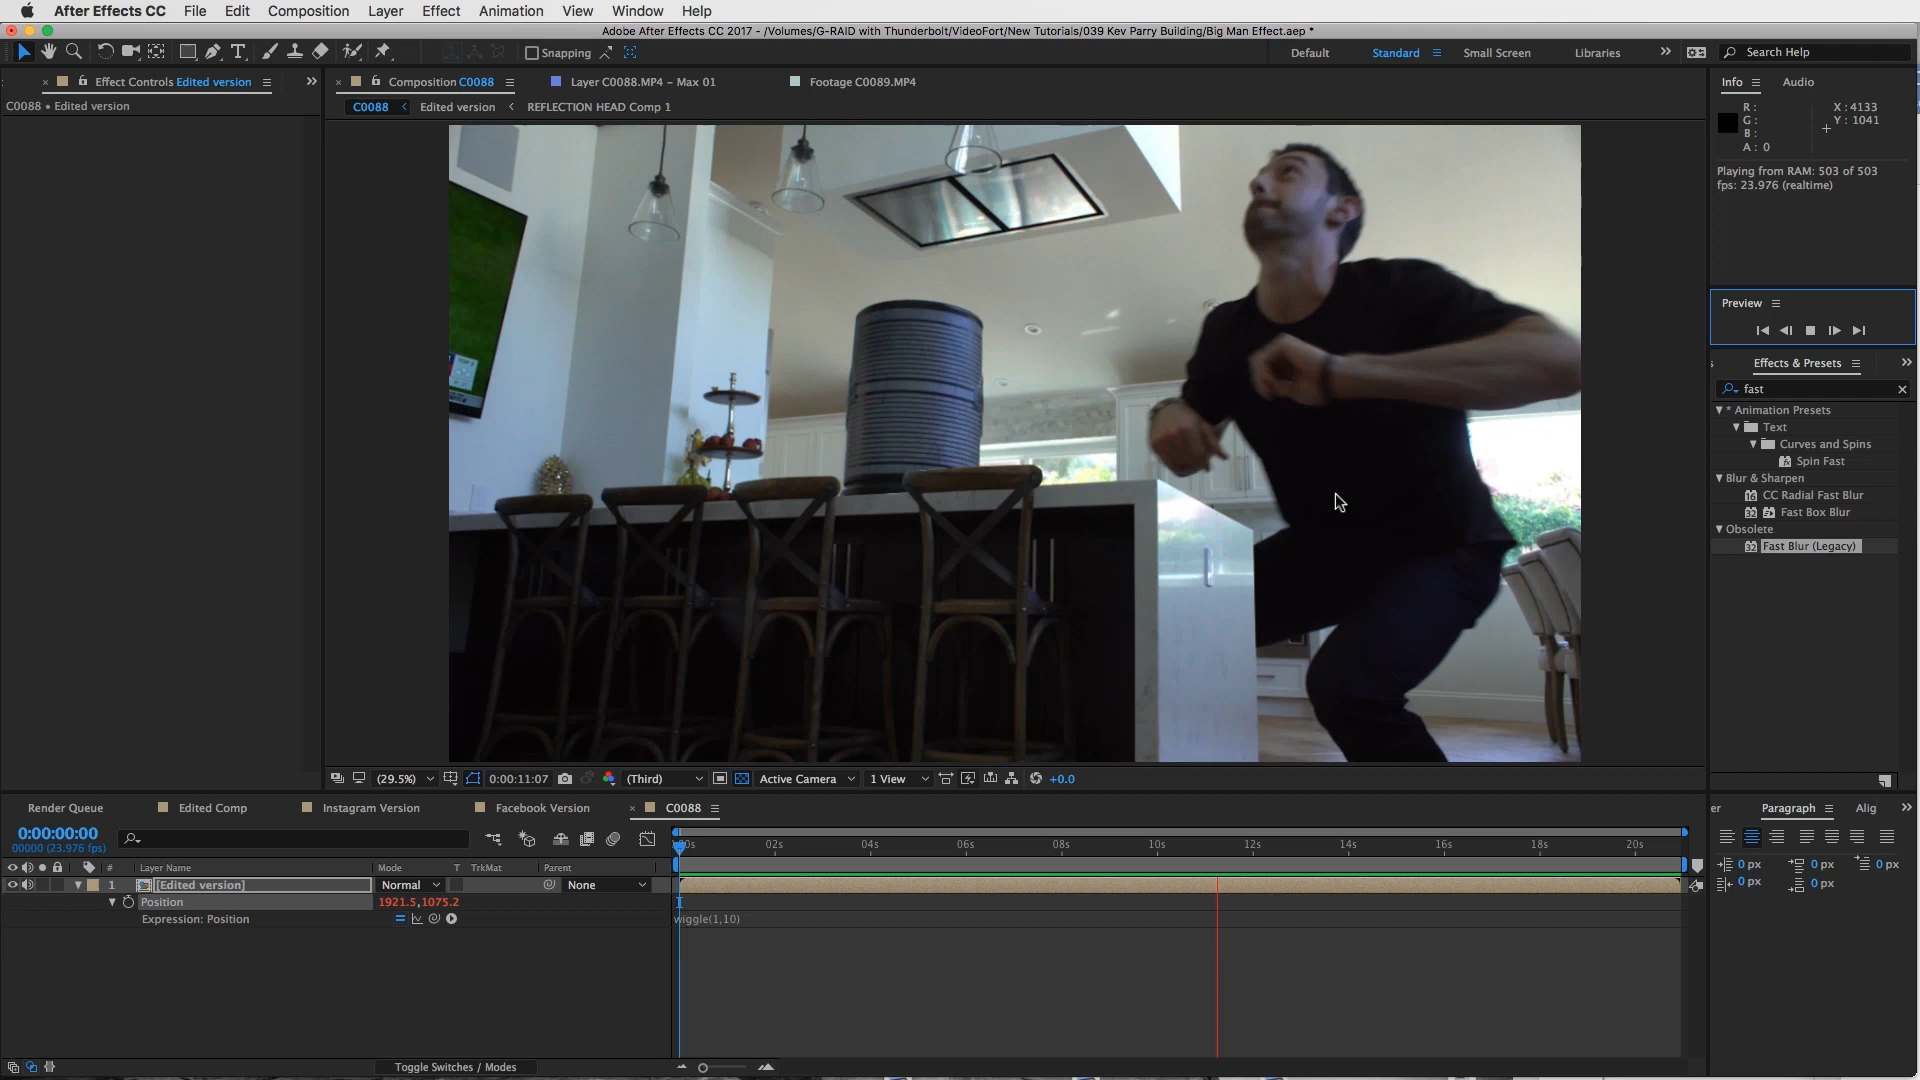 After Effects CC File Edit Composition Layer Effect Animation View Window Help
Adobe After Effects CC 2017 - /Volumes/G-RAID with Thunderbolt/VideoFort/New Tutorials/039 Kev Parry Building/Big Man Effect.aep *
T Snapping Default Standard Small Screen Libraries Search Help
Effect Controls Edited version Composition C0088 Layer C0088.MP4 - Max 01 Footage C0089.MP4 Info Audio
C0088 • Edited version C0088 Edited version REFLECTION HEAD Comp 1
R : X : 4133
G : Y : 1041
B :
A : 0
Playing from RAM: 503 of 503
fps: 23.976 (realtime)
Preview
Effects & Presets
fast
* Animation Presets
Text
Curves and Spins
Spin Fast
Blur & Sharpen
CC Radial Fast Blur
Fast Box Blur
Obsolete
Fast Blur (Legacy)
(29.5%) 0:00:11:07 (Third) Active Camera 1 View +0.0
Render Queue Edited Comp Instagram Version Facebook Version C0088 er Paragraph Alig
0:00:00:00
00000 (23.976 fps)
02s 04s 06s 08s 10s 12s 14s 16s 18s 20s
# Layer Name Mode T TrkMat Parent
0 px 0 px 0 px
0 px 0 px
1 [Edited version] Normal None
Position 1921.5,1075.2
Expression: Position wiggle(1,10)
Toggle Switches / Modes